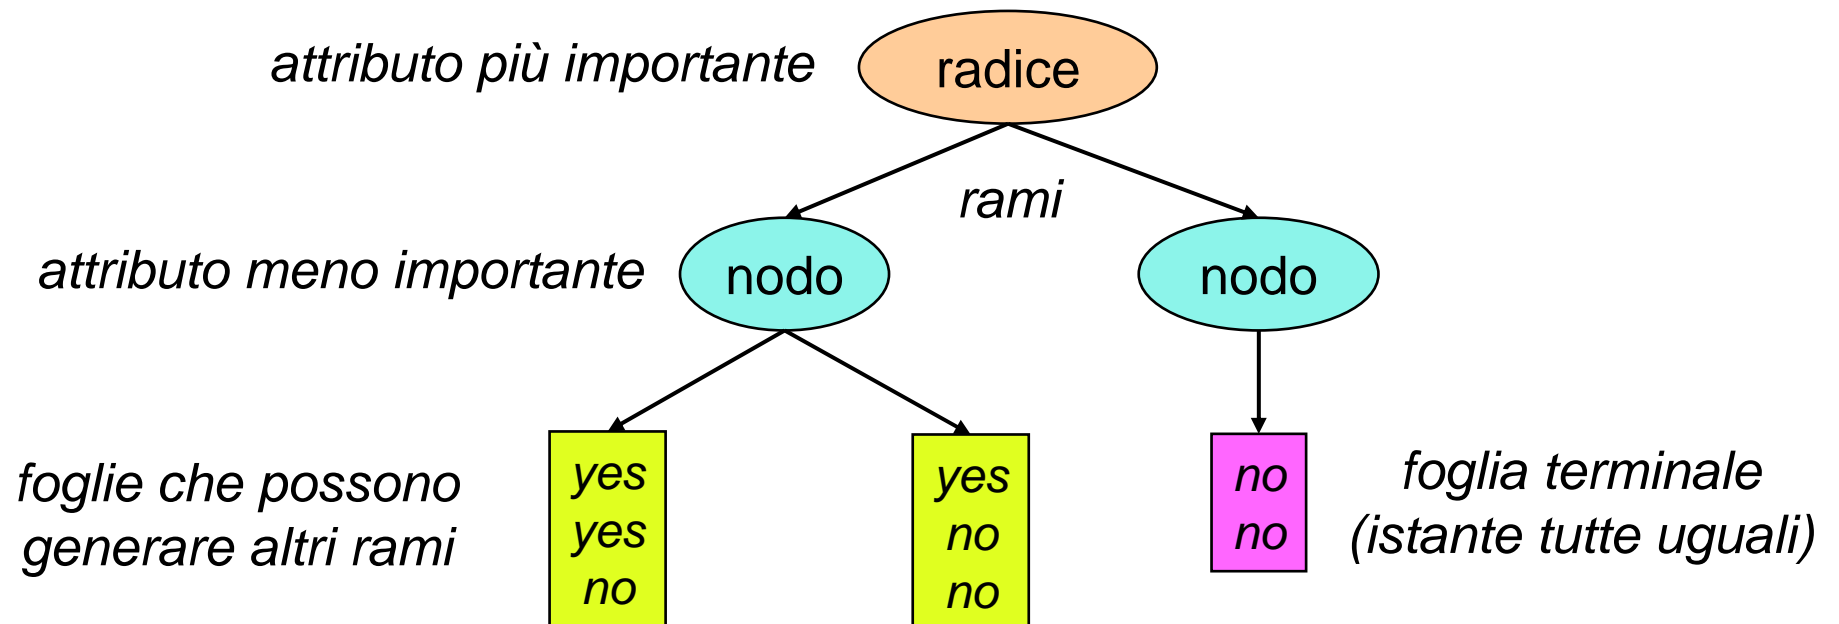 attributo più importante
radice
rami
attributo meno importante
nodo
nodo
foglie che possono
generare altri rami
yes
yes
no
yes
no
no
no
no
foglia terminale
(istante tutte uguali)